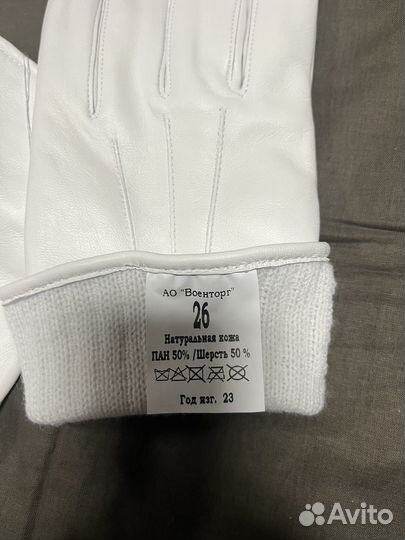 АО "Военторг"
26
Натуральная кожа
ПАН 50% /Шерсть 50 %
Год изг. 23
Avito